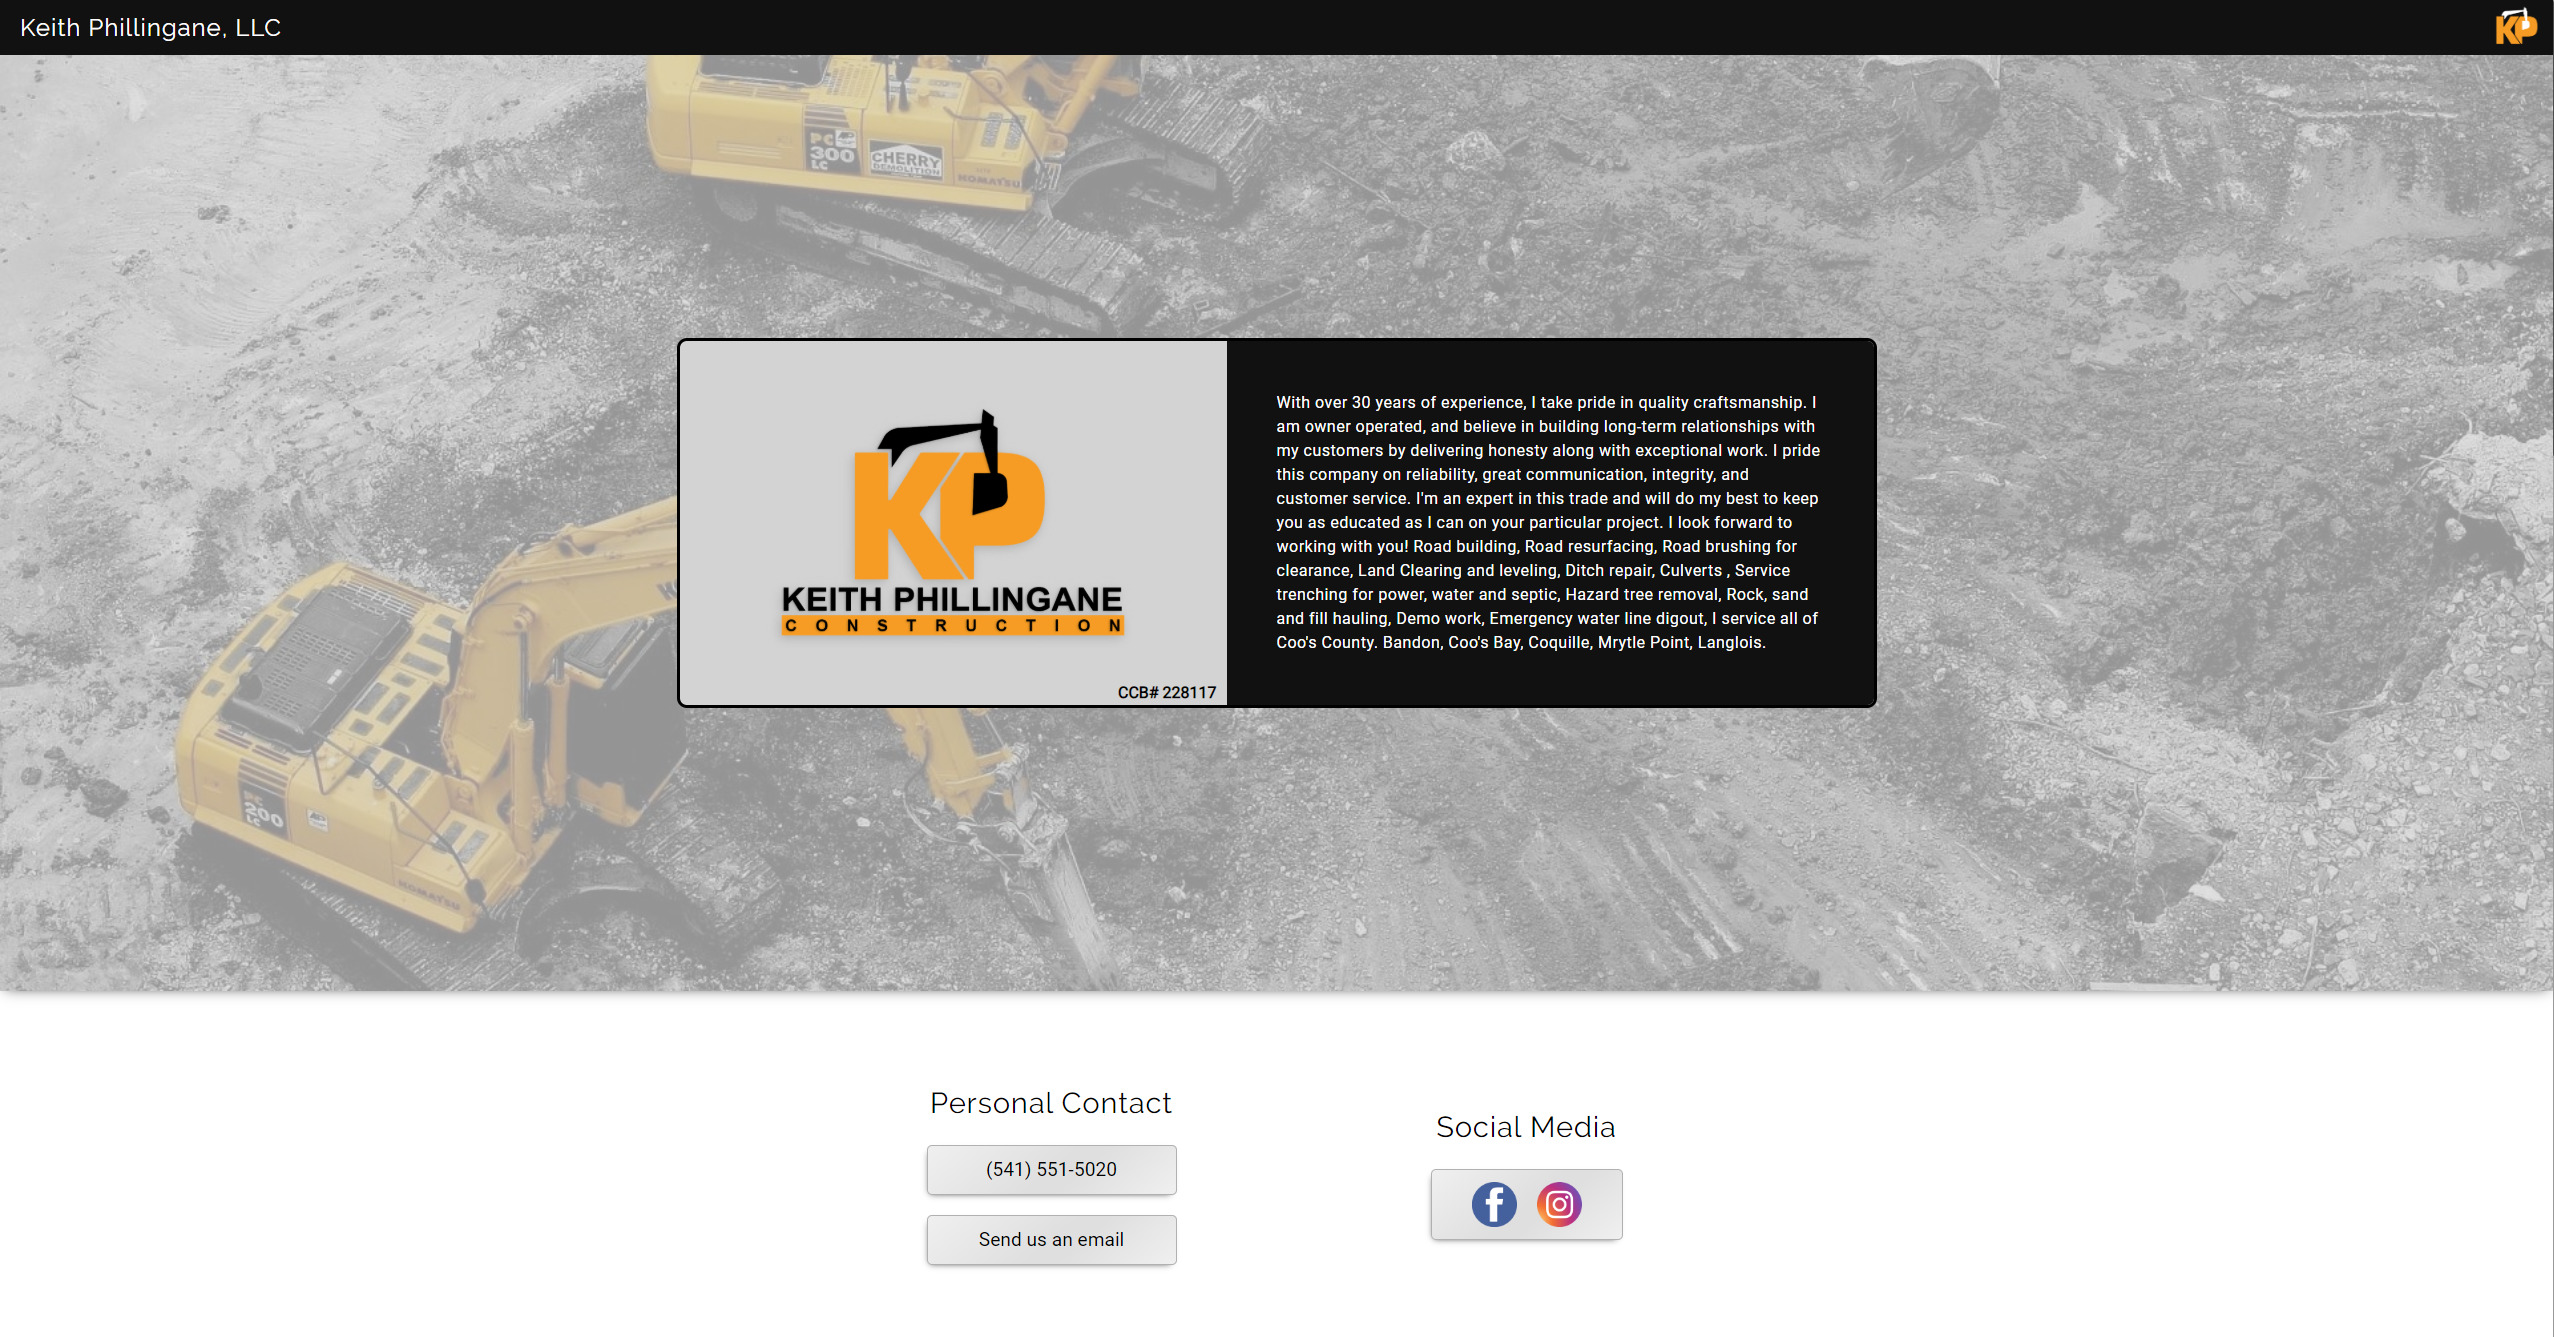 Keith Phillingane, LLC
KP
PC
300
LC
CHERRY
DEMOLITION
KOMATSU
With over 30 years of experience, I take pride in quality craftsmanship. I
am owner operated, and believe in building long-term relationships with
my customers by delivering honesty along with exceptional work. I pride
this company on reliability, great communication, integrity, and
customer service. I'm an expert in this trade and will do my best to keep
you as educated as I can on your particular project. I look forward to
working with you! Road building, Road resurfacing, Road brushing for
clearance, Land Clearing and leveling, Ditch repair, Culverts , Service
trenching for power, water and septic, Hazard tree removal, Rock, sand
and fill hauling, Demo work, Emergency water line digout, I service all of
Coo's County. Bandon, Coo's Bay, Coquille, Mrytle Point, Langlois.
KP
KEITH PHILLINGANE
CONSTRUCTION
CCB# 228117
PC
200
LC
KOMATSU
Personal Contact
(541) 551-5020
Send us an email
Social Media